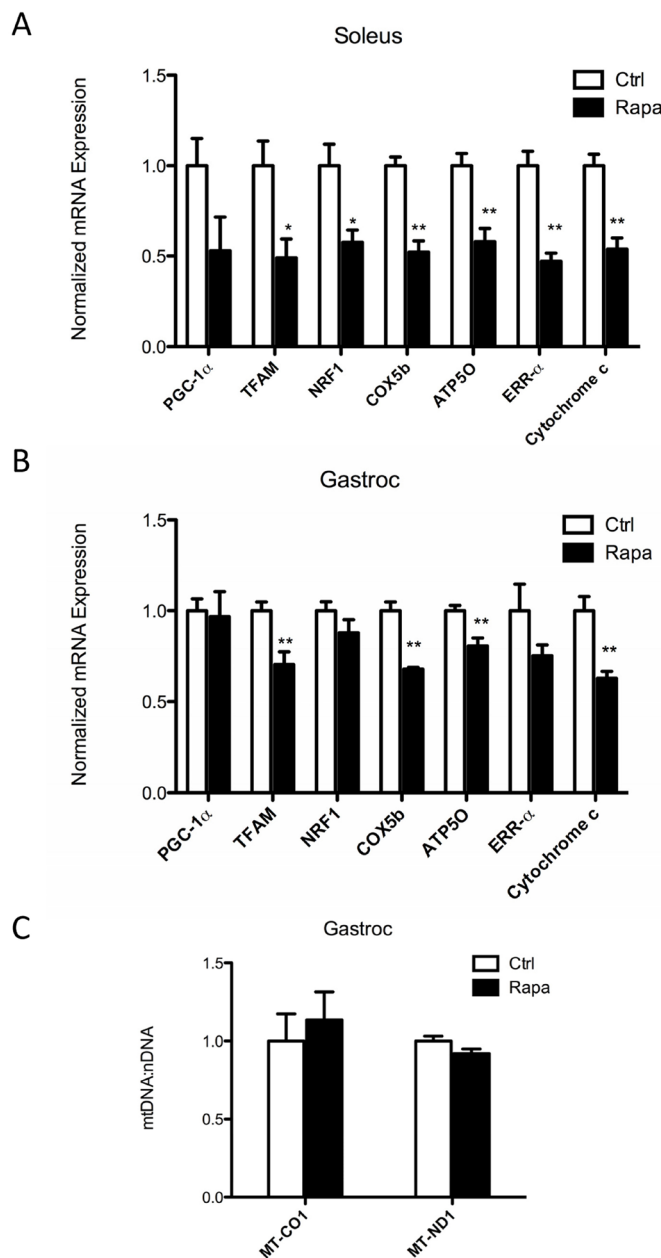 A
Soleus
Normalized mRNA Expression
1.5
1.0
0.5
0.0
Ctrl
Rapa
* * ** ** ** **
PGC-1α TFAM NRF1 COX5b ATP5O ERR-α Cytochrome c
B
Gastroc
Normalized mRNA Expression
1.5
1.0
0.5
0.0
Ctrl
Rapa
** ** ** **
PGC-1α TFAM NRF1 COX5b ATP5O ERR-α Cytochrome c
C
Gastroc
mtDNA:nDNA
1.5
1.0
0.5
0.0
Ctrl
Rapa
MT-CO1 MT-ND1